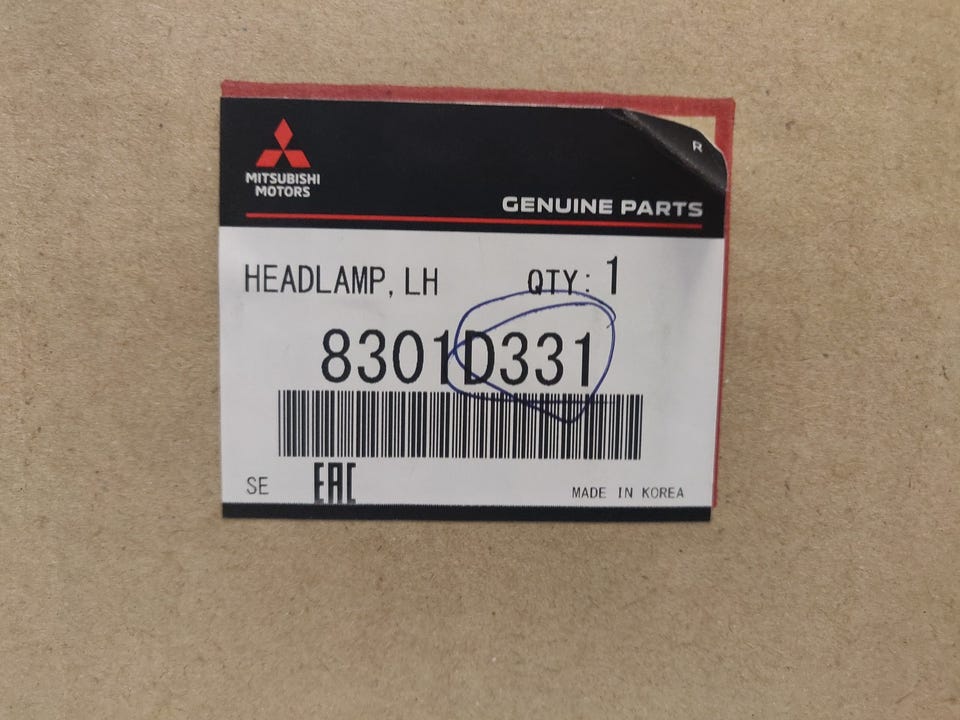 R
MITSUBISHI
MOTORS
GENUINE PARTS
HEADLAMP, LH QTY: 1
8301D331
SE EAC MADE IN KOREA